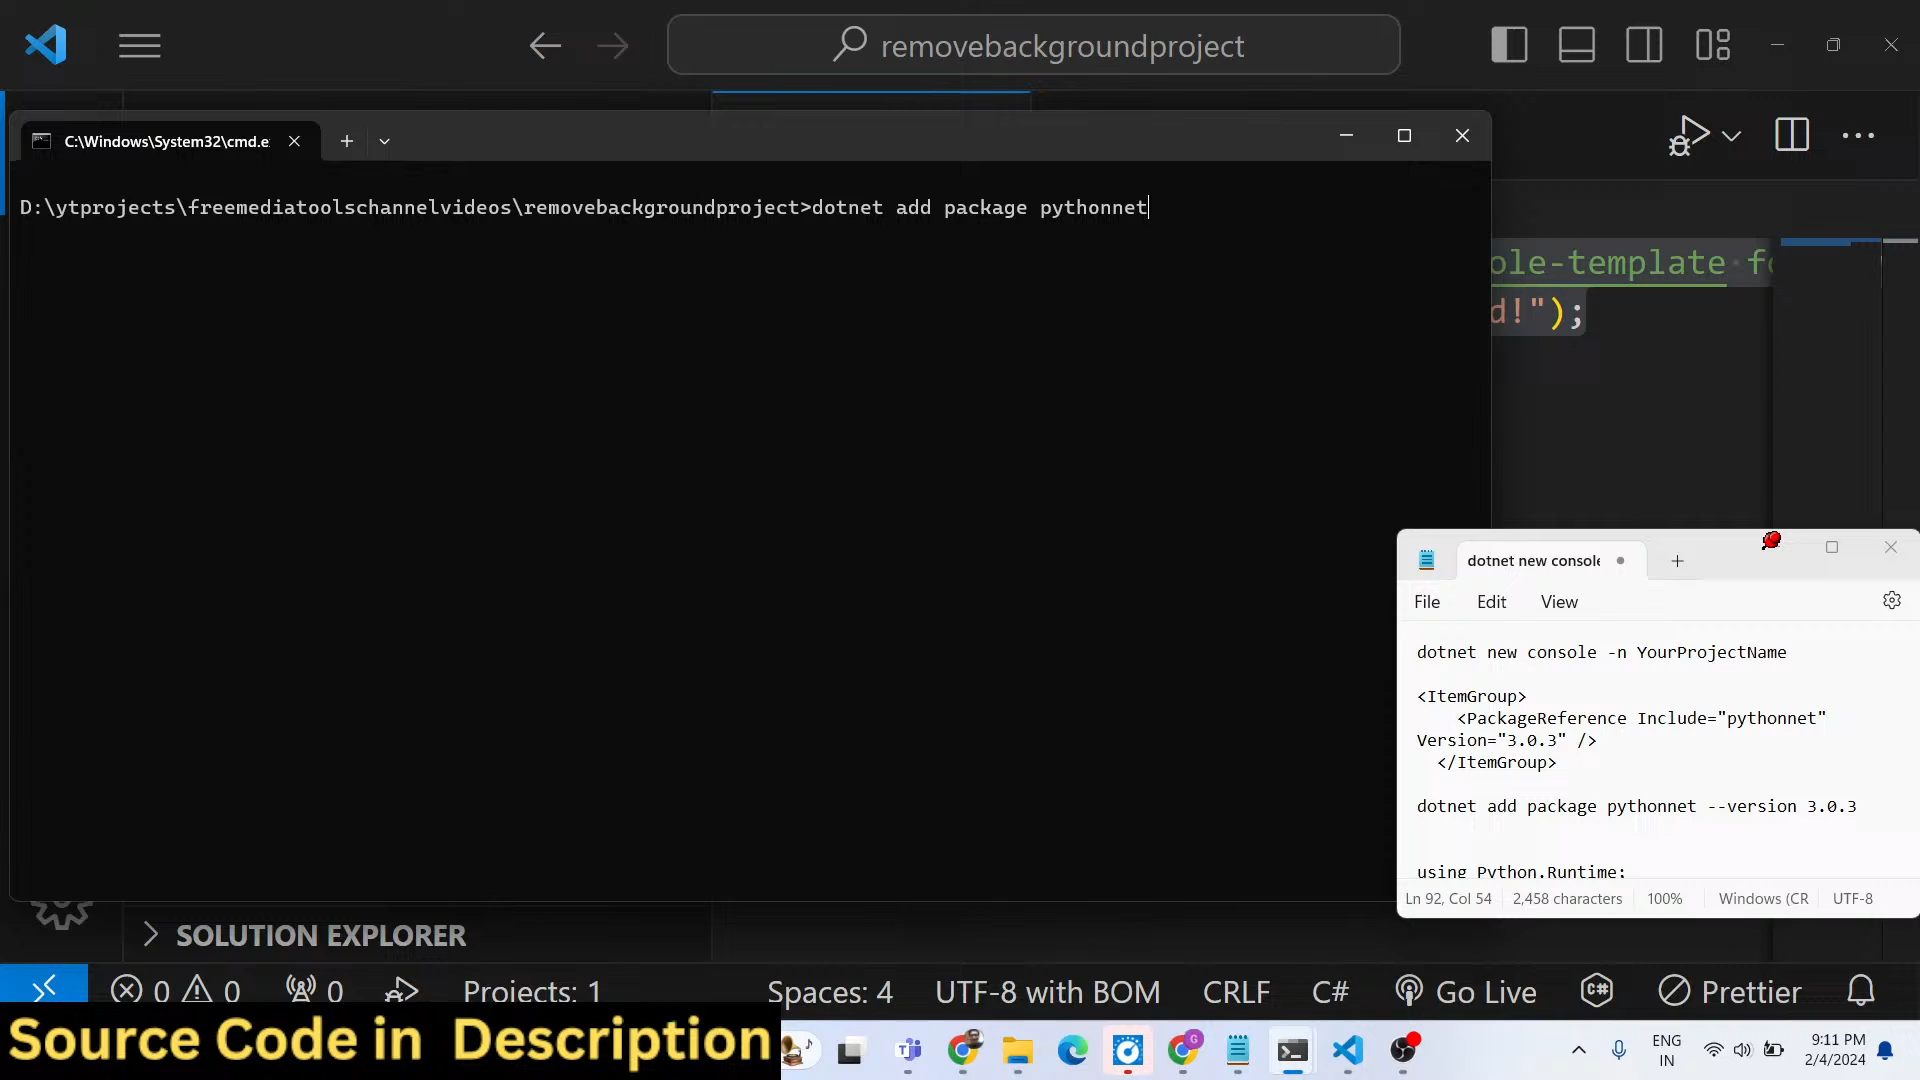 removebackgroundproject
C:\Windows\System32\cmd.e
D:\ytprojects\freemediatoolschannelvideos\removebackgroundproject>dotnet add package pythonnet
ole-template fo
d!");
dotnet new console
File Edit View
dotnet new console -n YourProjectName
<ItemGroup>
<PackageReference Include="pythonnet"
Version="3.0.3" />
</ItemGroup>
dotnet add package pythonnet --version 3.0.3
using Python.Runtime;
Ln 92, Col 54 2,458 characters 100% Windows (CR UTF-8
SOLUTION EXPLORER
0 0 0 Projects: 1 Spaces: 4 UTF-8 with BOM CRLF C# Go Live C# Prettier
Source Code in Description
G
ENG
IN
9:11 PM
2/4/2024